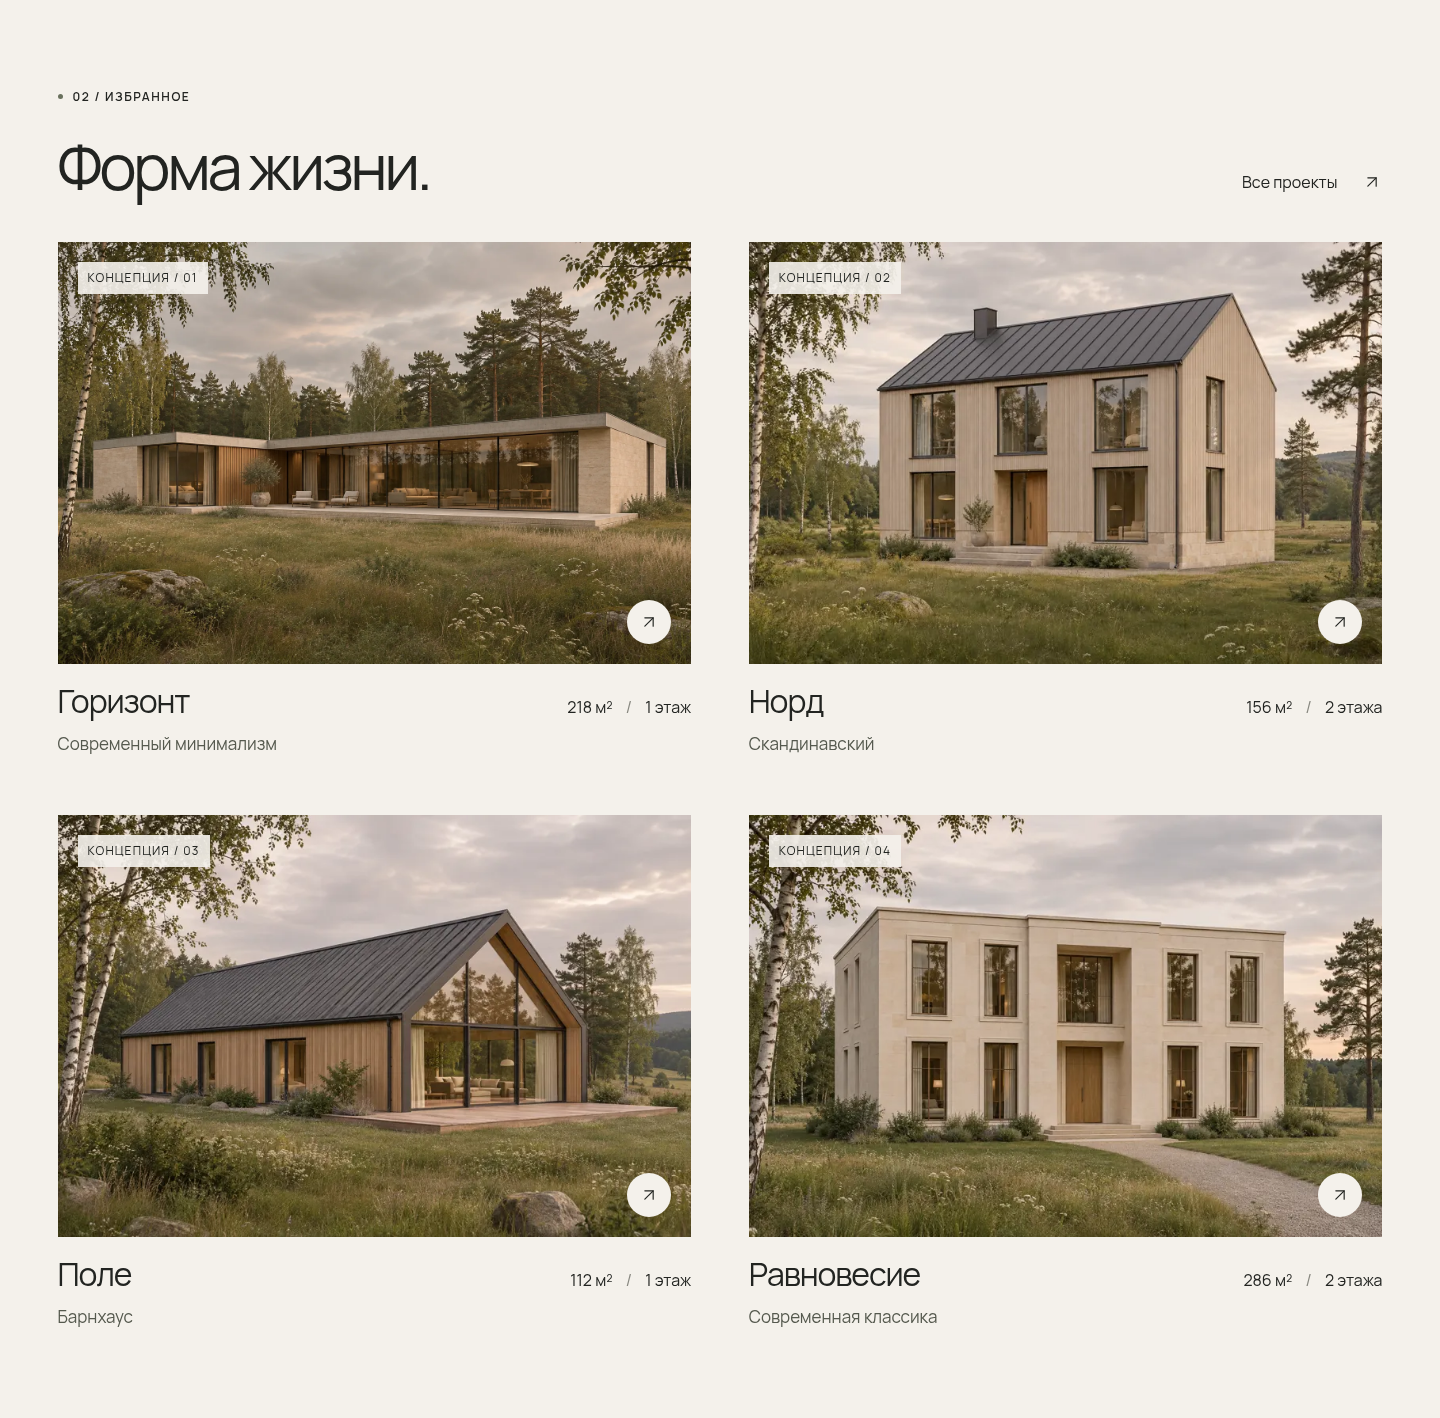 02 / ИЗБРАННОЕ
Форма жизни.
Все проекты
КОНЦЕПЦИЯ / 01
КОНЦЕПЦИЯ / 02
Горизонт
218 м² / 1 этаж
Современный минимализм
Норд
156 м² / 2 этажа
Скандинавский
КОНЦЕПЦИЯ / 03
КОНЦЕПЦИЯ / 04
Поле
112 м² / 1 этаж
Барнхаус
Равновесие
286 м² / 2 этажа
Современная классика